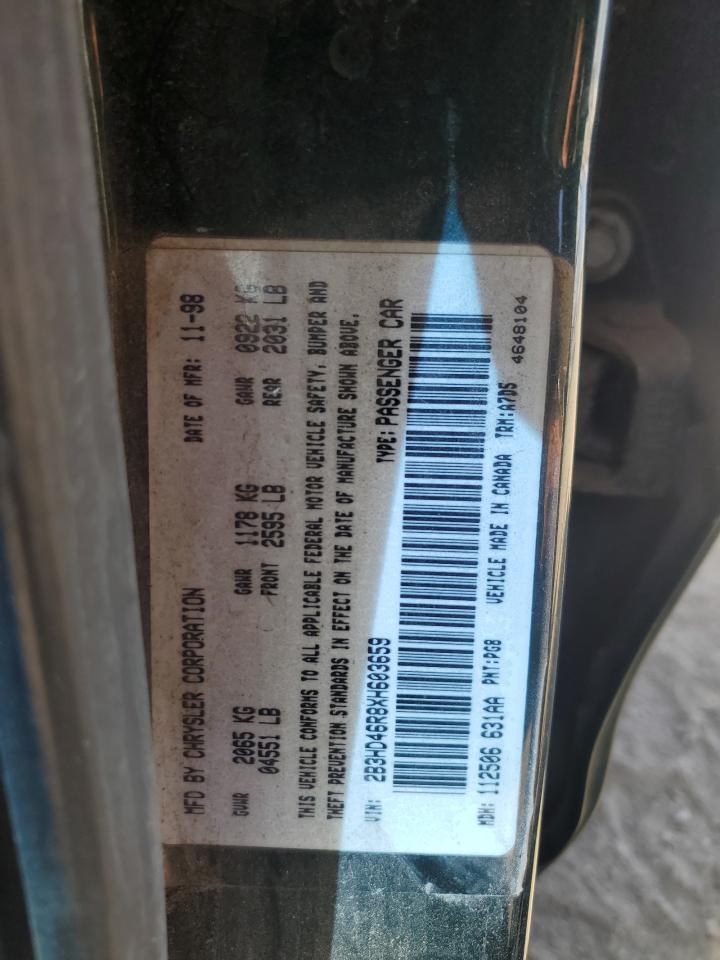 MFD BY CHRYSLER CORPORATION DATE OF MFR: 11-98
GVWR 2065 KG GAWR 1178 KG GAWR 0922 KG
04551 LB FRONT 2595 LB REAR 2031 LB
THIS VEHICLE CONFORMS TO ALL APPLICABLE FEDERAL MOTOR VEHICLE SAFETY, BUMPER AND
THEFT PREVENTION STANDARDS IN EFFECT ON THE DATE OF MANUFACTURE SHOWN ABOVE.
VIN: 2B3HD46R8XH603659 TYPE: PASSENGER CAR
MDH: 112506 631AA PNT:PG8 VEHICLE MADE IN CANADA TRM:A7D5
4648104